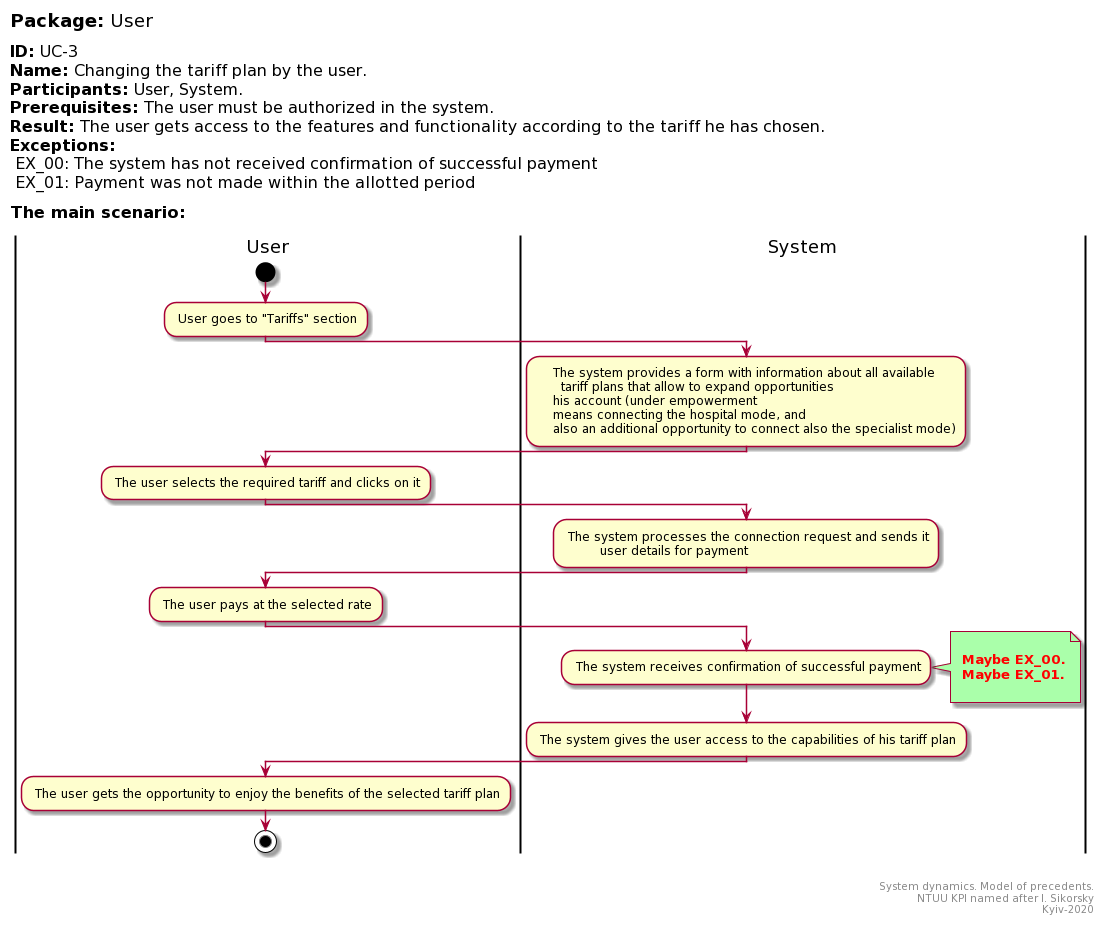 Package: User
ID: UC-3
Name: Changing the tariff plan by the user.
Participants: User, System.
Prerequisites: The user must be authorized in the system.
Result: The user gets access to the features and functionality according to the tariff he has chosen.
Exceptions:
EX_00: The system has not received confirmation of successful payment
EX_01: Payment was not made within the allotted period
The main scenario:
User
System
User goes to "Tariffs" section
The system provides a form with information about all available
tariff plans that allow to expand opportunities
his account (under empowerment
means connecting the hospital mode, and
also an additional opportunity to connect also the specialist mode)
The user selects the required tariff and clicks on it
The system processes the connection request and sends it
user details for payment
The user pays at the selected rate
The system receives confirmation of successful payment
Maybe EX_00.
Maybe EX_01.
The system gives the user access to the capabilities of his tariff plan
The user gets the opportunity to enjoy the benefits of the selected tariff plan
System dynamics. Model of precedents.
NTUU KPI named after I. Sikorsky
Kyiv-2020